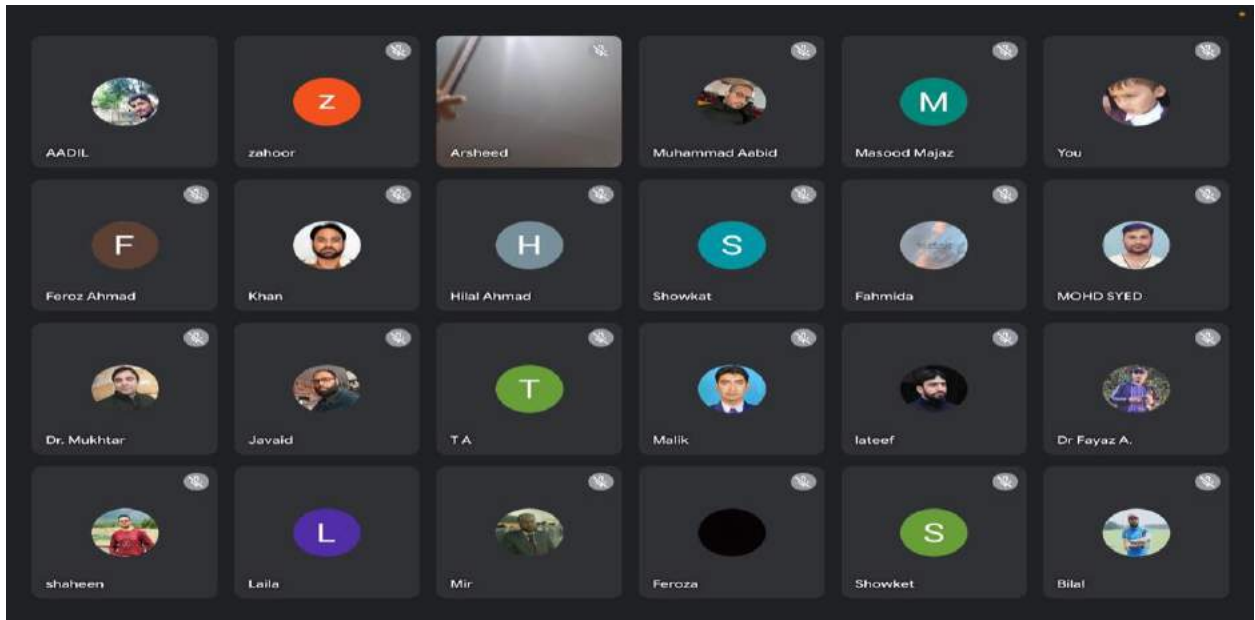 AADIL
Z
zahoor
Arsheed
Muhammad Aabid
M
Masood Majaz
You
F
Feroz Ahmad
Khan
H
Hilal Ahmad
S
Showkat
Fahmida
MOHD SYED
Dr. Mukhtar
Javaid
T
T A
Malik
lateef
Dr Fayaz A.
shaheen
L
Laila
Mir
Feroza
S
Showket
Bilal